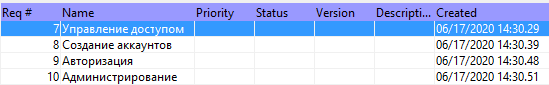 Req # Name Priority Status Version Descripti... Created
7 Управление доступом 06/17/2020 14:30.29
8 Создание аккаунтов 06/17/2020 14:30.39
9 Авторизация 06/17/2020 14:30.48
10 Администрирование 06/17/2020 14:30.51